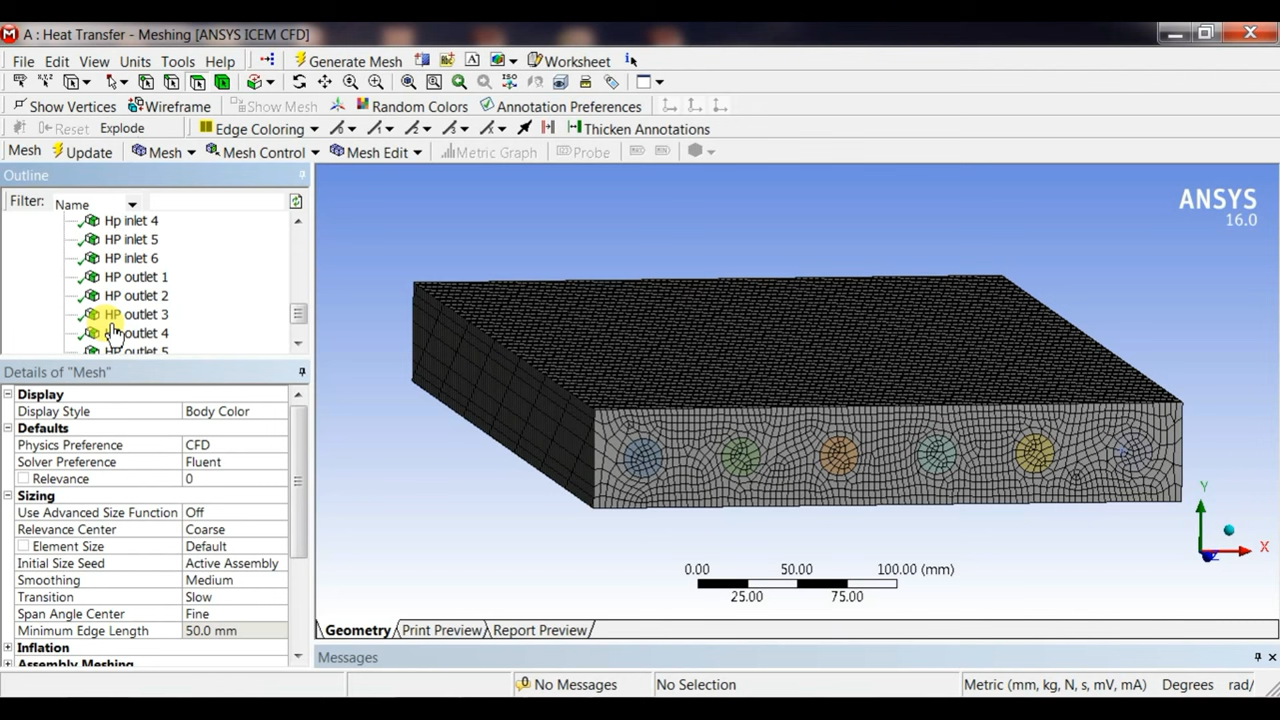 A : Heat Transfer - Meshing [ANSYS ICEM CFD]
File Edit View Units Tools Help Generate Mesh A Worksheet i
ISO
Show Vertices Wireframe Show Mesh Random Colors Annotation Preferences
Reset Explode Edge Coloring Thicken Annotations
Mesh Update Mesh Mesh Control Mesh Edit Metric Graph Probe
Outline
Filter: Name
Hp inlet 4
HP inlet 5
HP inlet 6
HP outlet 1
HP outlet 2
HP outlet 3
outlet 4
HP outlet 5
Details of "Mesh"
Display
Display Style Body Color
Defaults
Physics Preference CFD
Solver Preference Fluent
Relevance 0
Sizing
Use Advanced Size Function Off
Relevance Center Coarse
Element Size Default
Initial Size Seed Active Assembly
Smoothing Medium
Transition Slow
Span Angle Center Fine
Minimum Edge Length 50.0 mm
Inflation
Assembly Meshing
ANSYS
16.0
Y
X
0.00 50.00 100.00 (mm)
25.00 75.00
Geometry Print Preview Report Preview
Messages
No Messages No Selection Metric (mm, kg, N, s, mV, mA) Degrees rad/